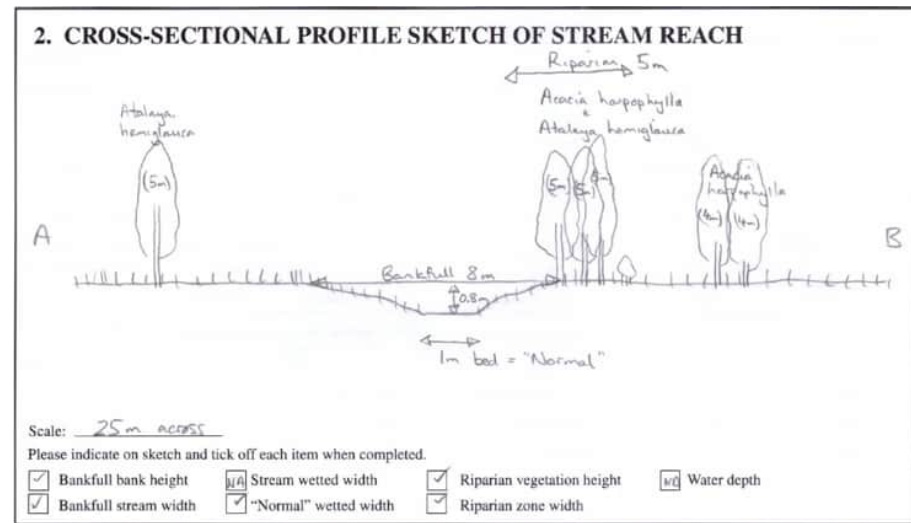 2. CROSS-SECTIONAL PROFILE SKETCH OF STREAM REACH
Riparian 5m
Acacia harpophylla
&
Atalaya hemiglauca
Atalaya
hemiglauca
(5m)
(5m)
(5m)
Acacia
harpophylla
(4m)
(4m)
A
B
Bankfull 8m
0.8m
1m bed = "Normal"
Scale: 25m across
Please indicate on sketch and tick off each item when completed.
Bankfull bank height
NA Stream wetted width
Riparian vegetation height
Water depth
Bankfull stream width
"Normal" wetted width
Riparian zone width